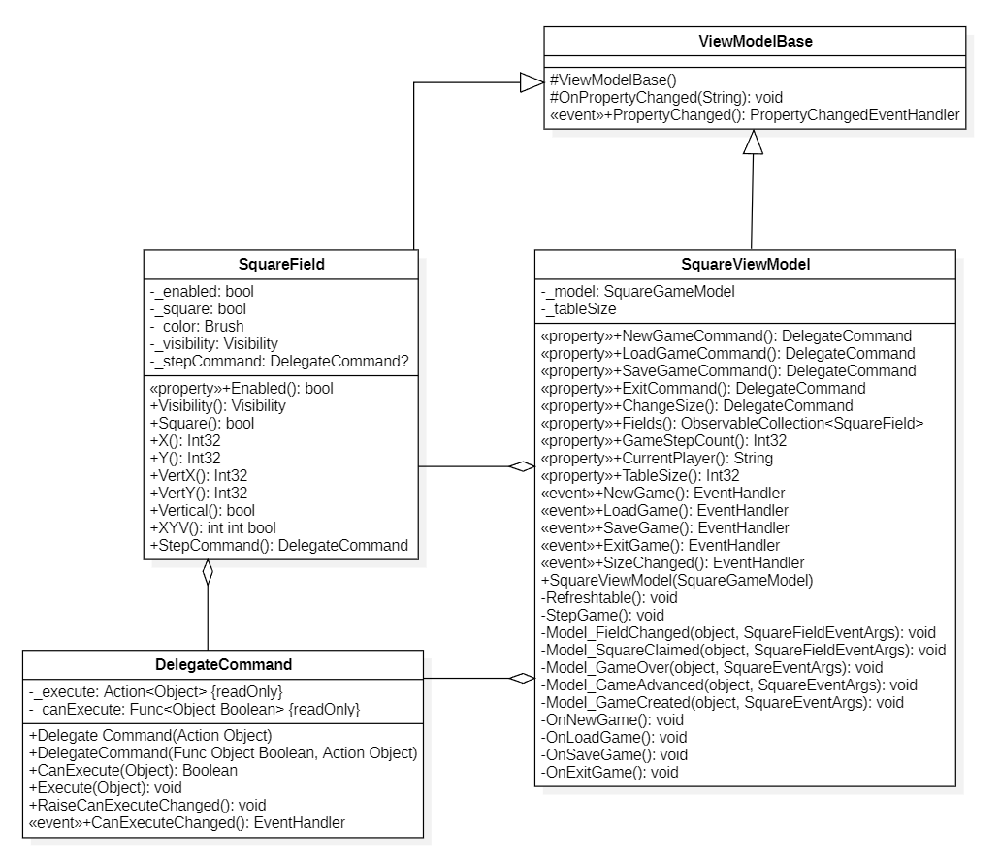 ViewModelBase
#ViewModelBase()
#OnPropertyChanged(String): void
«event»+PropertyChanged(): PropertyChangedEventHandler
SquareField
-_enabled: bool
-_square: bool
-_color: Brush
-_visibility: Visibility
-_stepCommand: DelegateCommand?
«property»+Enabled(): bool
+Visibility(): Visibility
+Square(): bool
+X(): Int32
+Y(): Int32
+VertX(): Int32
+VertY(): Int32
+Vertical(): bool
+XYV(): int int bool
+StepCommand(): DelegateCommand
SquareViewModel
-_model: SquareGameModel
-_tableSize
«property»+NewGameCommand(): DelegateCommand
«property»+LoadGameCommand(): DelegateCommand
«property»+SaveGameCommand(): DelegateCommand
«property»+ExitCommand(): DelegateCommand
«property»+ChangeSize(): DelegateCommand
«property»+Fields(): ObservableCollection<SquareField>
«property»+GameStepCount(): Int32
«property»+CurrentPlayer(): String
«property»+TableSize(): Int32
«event»+NewGame(): EventHandler
«event»+LoadGame(): EventHandler
«event»+SaveGame(): EventHandler
«event»+ExitGame(): EventHandler
«event»+SizeChanged(): EventHandler
+SquareViewModel(SquareGameModel)
-Refreshtable(): void
-StepGame(): void
-Model_FieldChanged(object, SquareFieldEventArgs): void
-Model_SquareClaimed(object, SquareFieldEventArgs): void
-Model_GameOver(object, SquareEventArgs): void
-Model_GameAdvanced(object, SquareEventArgs): void
-Model_GameCreated(object, SquareEventArgs): void
-OnNewGame(): void
-OnLoadGame(): void
-OnSaveGame(): void
-OnExitGame(): void
DelegateCommand
-_execute: Action<Object> {readOnly}
-_canExecute: Func<Object Boolean> {readOnly}
+Delegate Command(Action Object)
+DelegateCommand(Func Object Boolean, Action Object)
+CanExecute(Object): Boolean
+Execute(Object): void
+RaiseCanExecuteChanged(): void
«event»+CanExecuteChanged(): EventHandler